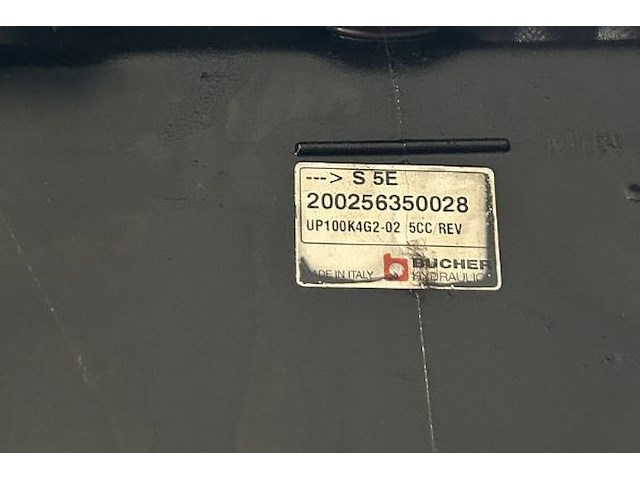 ---> S 5E
200256350028
UP100K4G2-02 5CC/REV
BUCHER
MADE IN ITALY HYDRAULICS